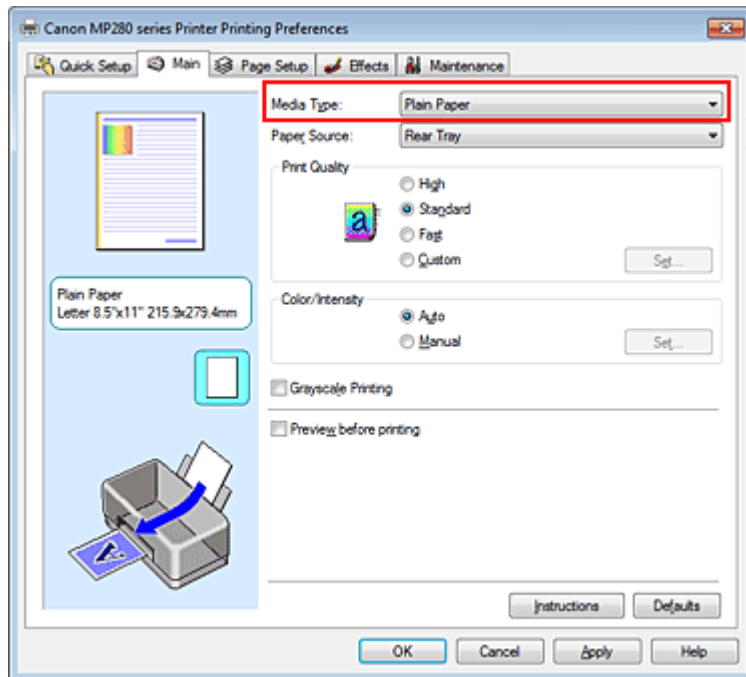 Canon MP280 series Printer Printing Preferences
Quick Setup Main Page Setup Effects Maintenance
Media Type: Plain Paper
Paper Source: Rear Tray
Print Quality
High
a Standard
Fast
Custom Set...
Plain Paper
Letter 8.5"x11" 215.9x279.4mm
Color/Intensity
Auto
Manual Set...
Grayscale Printing
Preview before printing
A
Instructions Defaults
OK Cancel Apply Help